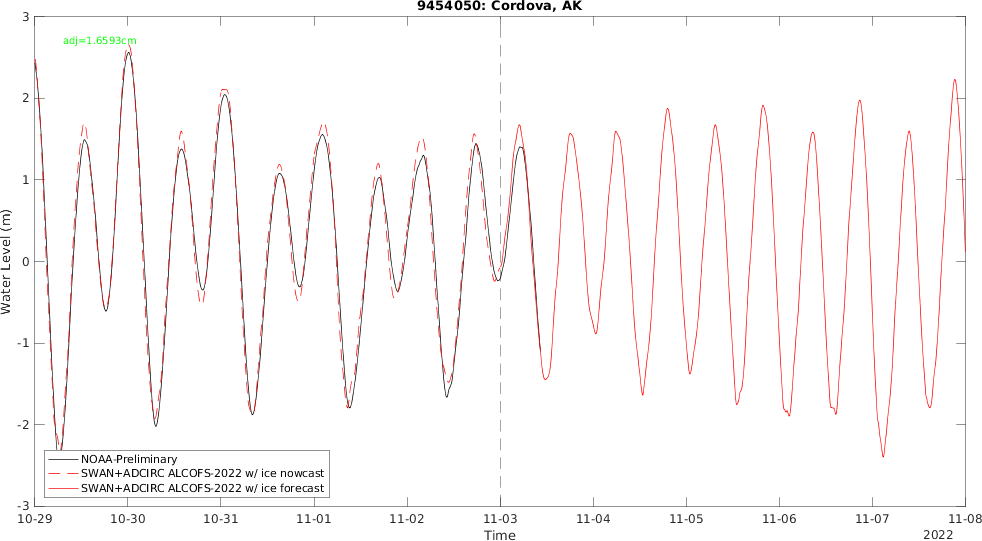 9454050: Cordova, AK
adj=1.6593cm
3
2
1
0
-1
-2
-3
Water Level (m)
NOAA-Preliminary
SWAN+ADCIRC ALCOFS-2022 w/ ice nowcast
SWAN+ADCIRC ALCOFS-2022 w/ ice forecast
10-29 10-30 10-31 11-01 11-02 11-03 11-04 11-05 11-06 11-07 11-08
Time
2022